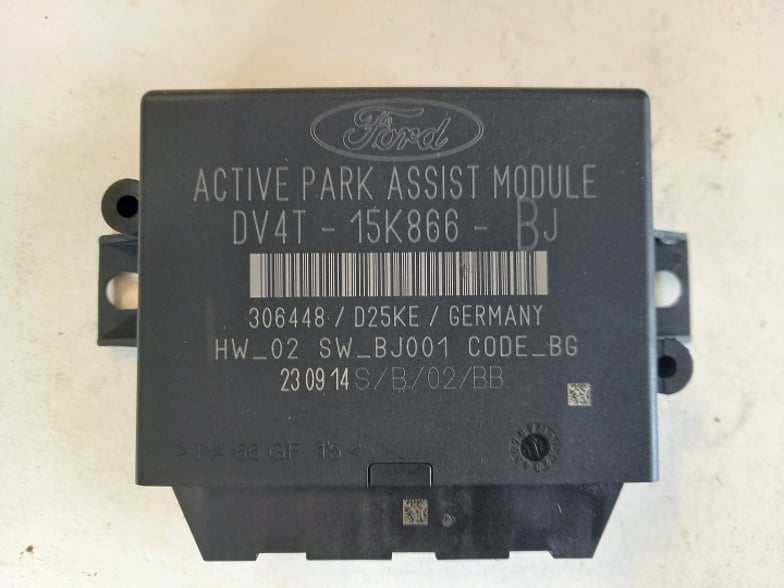 Ford
ACTIVE PARK ASSIST MODULE
DV4T - 15K866 - BJ
306448 / D25KE / GERMANY
HW_02 SW_BJ001 CODE_BG
23 09 14 S/B/02/BB
>PA 66 GF 15<